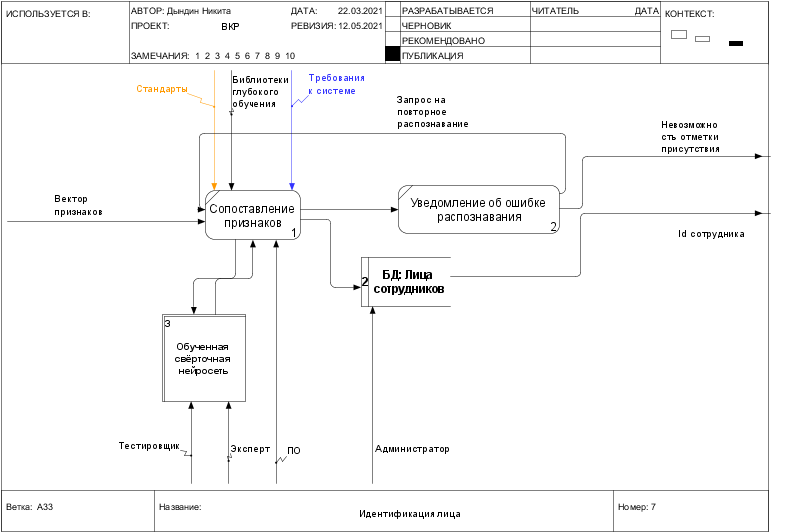 ИСПОЛЬЗУЕТСЯ В:
АВТОР: Дындин Никита
ДАТА: 22.03.2021
ПРОЕКТ: ВКР
РЕВИЗИЯ: 12.05.2021
ЗАМЕЧАНИЯ: 1 2 3 4 5 6 7 8 9 10
РАЗРАБАТЫВАЕТСЯ
ЧЕРНОВИК
РЕКОМЕНДОВАНО
ПУБЛИКАЦИЯ
ЧИТАТЕЛЬ ДАТА
КОНТЕКСТ:
Стандарты
Библиотеки
глубокого
обучения
Требования
к системе
Запрос на
повторное
распознавание
Невозможно
сть отметки
присутствия
Вектор
признаков
Сопоставление
признаков
1
Уведомление об ошибке
распознавания
2
Id сотрудника
2
БД: Лица
сотрудников
3
Обученная
свёрточная
нейросеть
Тестировщик
Эксперт
ПО
Администратор
Ветка: A33
Название:
Идентификация лица
Номер: 7